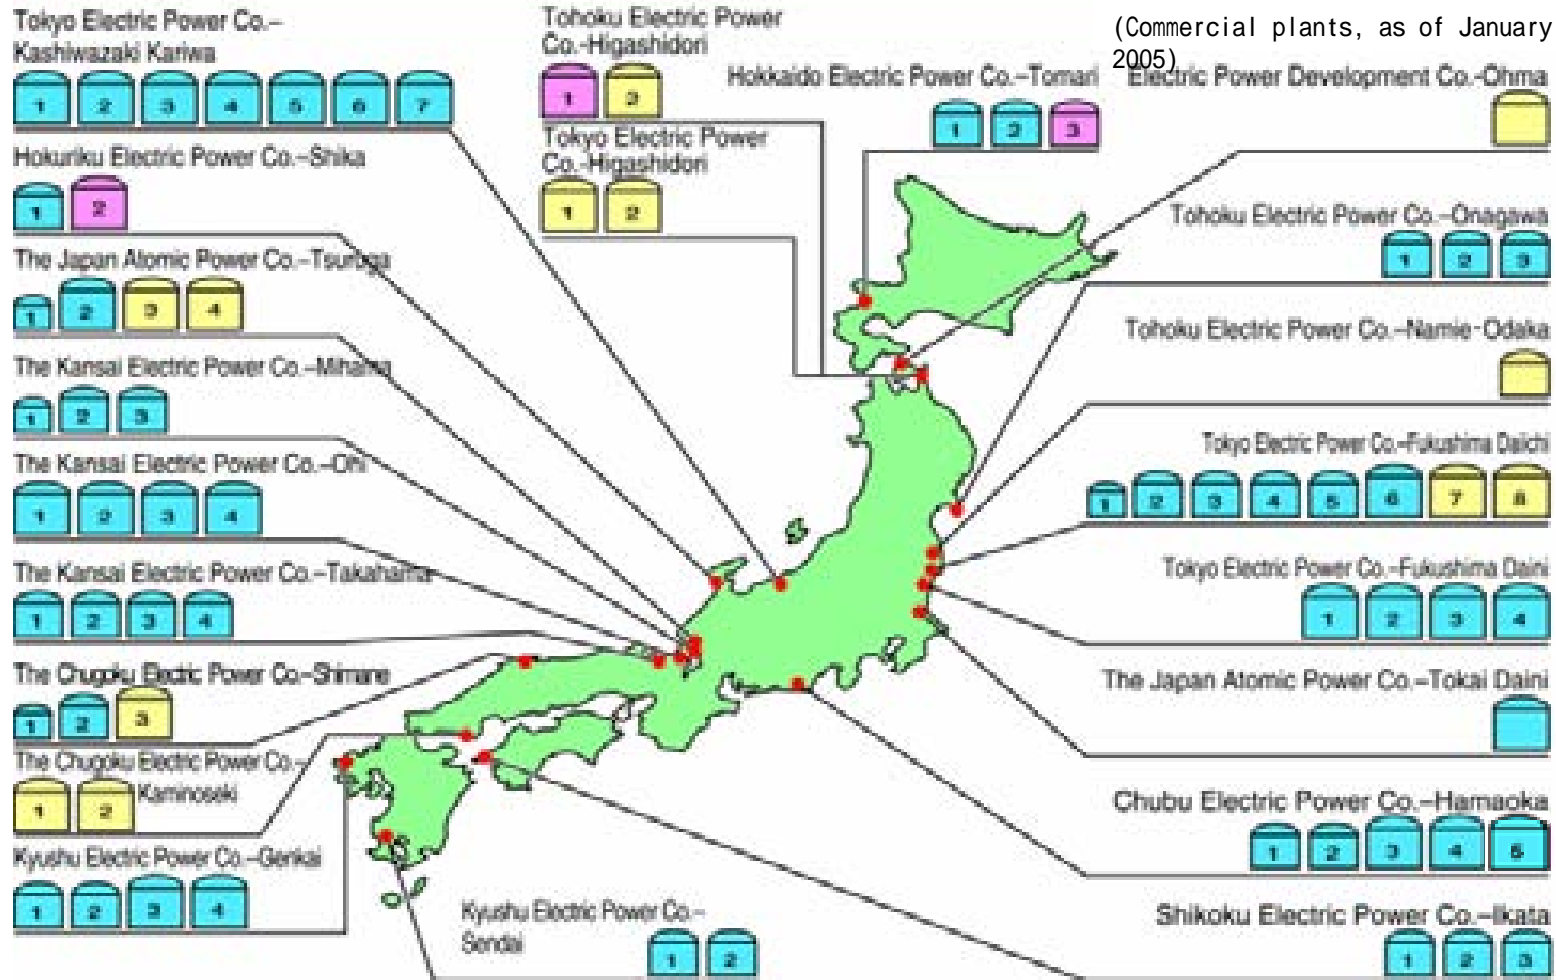 Tokyo Electric Power Co.–
Kashiwazaki Kariwa
1 2 3 4 5 6 7
Hokuriku Electric Power Co.–Shika
1 2
The Japan Atomic Power Co.–Tsuruga
1 2 3 4
The Kansai Electric Power Co.–Mihama
1 2 3
The Kansai Electric Power Co.–Ohi
1 2 3 4
The Kansai Electric Power Co.–Takahama
1 2 3 4
The Chugoku Electric Power Co–Shimane
1 2 3
The Chugoku Electric Power Co.–
Kaminoseki
1 2
Kyushu Electric Power Co.–Genkai
1 2 3 4
Tohoku Electric Power
Co.–Higashidori
1 2
Tokyo Electric Power
Co.–Higashidori
1 2
Hokkaido Electric Power Co.–Tomari
1 2 3
(Commercial plants, as of January
2005)
Electric Power Development Co.–Ohma
Tohoku Electric Power Co.–Onagawa
1 2 3
Tohoku Electric Power Co.–Namie-Odaka
Tokyo Electric Power Co.–Fukushima Daiichi
1 2 3 4 5 6 7 8
Tokyo Electric Power Co.–Fukushima Daini
1 2 3 4
The Japan Atomic Power Co.–Tokai Daini
Chubu Electric Power Co.–Hamaoka
1 2 3 4 5
Shikoku Electric Power Co.–Ikata
1 2 3
Kyushu Electric Power Co.–
Sendai
1 2